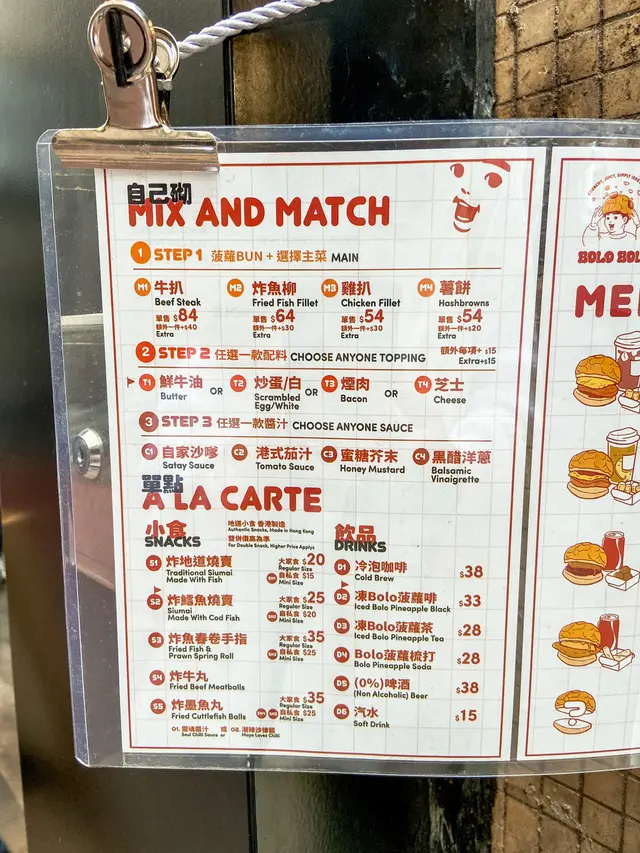 自己砌
MIX AND MATCH
1 STEP 1 菠蘿BUN + 選擇主菜 MAIN
M1 牛扒
Beef Steak
單售 $84
額外一件+$40
Extra
M2 炸魚柳
Fried Fish Fillet
單售 $64
額外一件+$30
Extra
M3 雞扒
Chicken Fillet
單售 $54
額外一件+$30
Extra
M4 薯餅
Hashbrowns
單售 $54
額外一件+$20
Extra
2 STEP 2 任選一款配料 CHOOSE ANYONE TOPPING
額外每項+ $15
Extra+$15
T1 鮮牛油
Butter
OR
T2 炒蛋/白
Scrambled
Egg/White
OR
T3 煙肉
Bacon
OR
T4 芝士
Cheese
3 STEP 3 任選一款醬汁 CHOOSE ANYONE SAUCE
C1 自家沙嗲
Satay Sauce
C2 港式茄汁
Tomato Sauce
C3 蜜糖芥末
Honey Mustard
C4 黑醋洋蔥
Balsamic
Vinaigrette
單點
A LA CARTE
小食
SNACKS
地道小食 香港製造
Authentic Snacks, Made in Hong Kong
雙併價高為準
For Double Snack, Higher Price Applys
S1 炸地道燒賣
Traditional Siumai
Made With Fish
大家食 $20
Regular Size
自私食 $15
Mini Size
S2 炸鱈魚燒賣
Siumai
Made With Cod Fish
大家食 $25
Regular Size
自私食 $20
Mini Size
S3 炸魚春卷手指
Fried Fish &
Prawn Spring Roll
大家食 $35
Regular Size
自私食 $25
Mini Size
S4 炸牛丸
Fried Beef Meatballs
S5 炸墨魚丸
Fried Cuttlefish Balls
大家食 $35
Regular Size
自私食 $25
Mini Size
Soul Chilli Sauce or
Mayo Loves Chilli
飲品
DRINKS
D1 冷泡咖啡 $38
Cold Brew
D2 凍Bolo菠蘿啡 $33
Iced Bolo Pineapple Black
D3 凍Bolo菠蘿茶 $28
Iced Bolo Pineapple Tea
D4 Bolo菠蘿梳打 $28
Bolo Pineapple Soda
D5 (0%)啤酒 $38
(Non Alcoholic) Beer
D6 汽水 $15
Soft Drink
BOLO BOL
ME
?